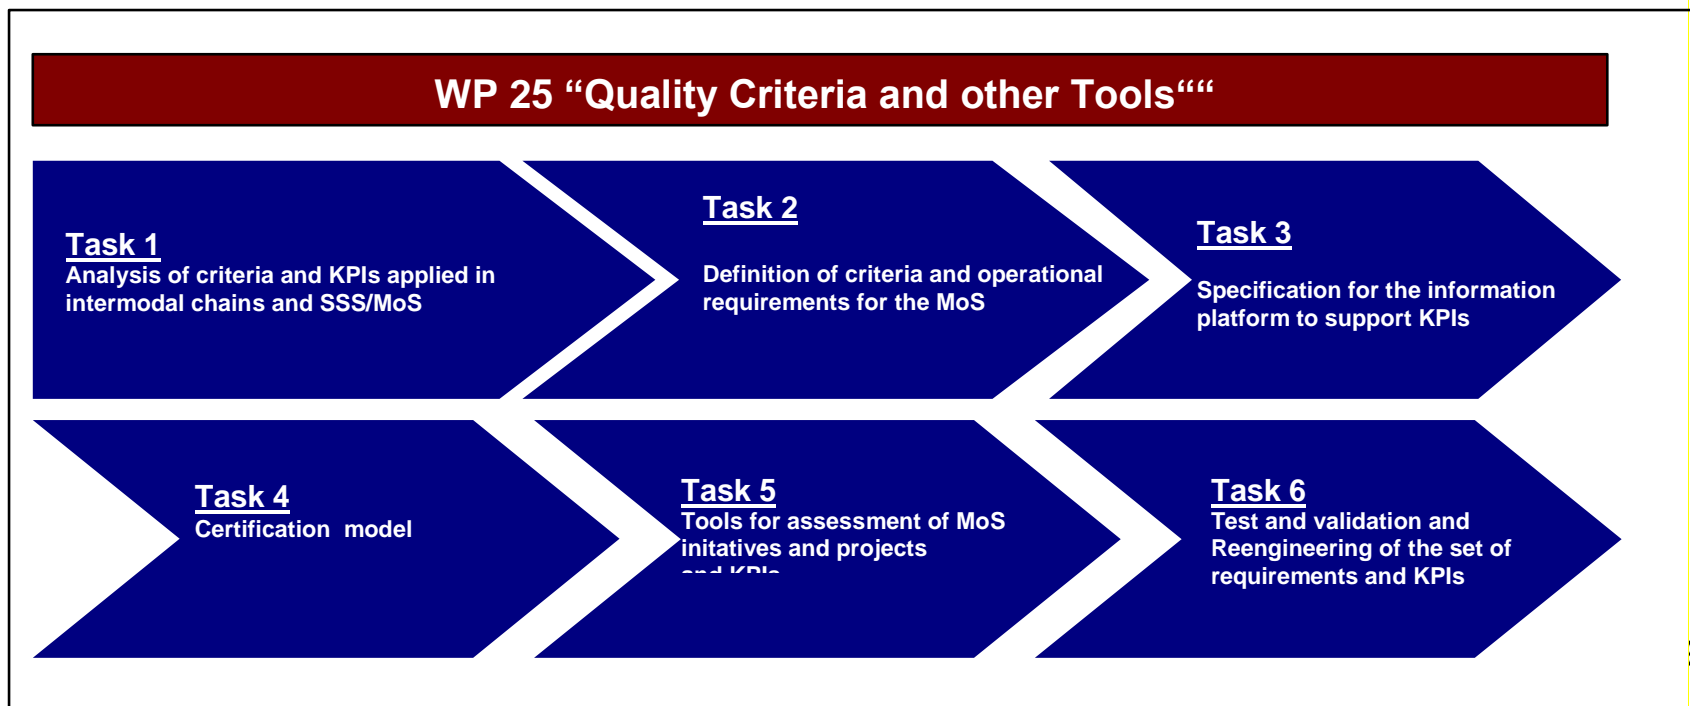 WP 25 “Quality Criteria and other Tools““
Task 1
Analysis of criteria and KPIs applied in
intermodal chains and SSS/MoS
Task 2
Definition of criteria and operational
requirements for the MoS
Task 3
Specification for the information
platform to support KPIs
Task 4
Certification  model
Task 5
Tools for assessment of MoS
initatives and projects
and KPIs
Task 6
Test and validation and
Reengineering of the set of
requirements and KPIs